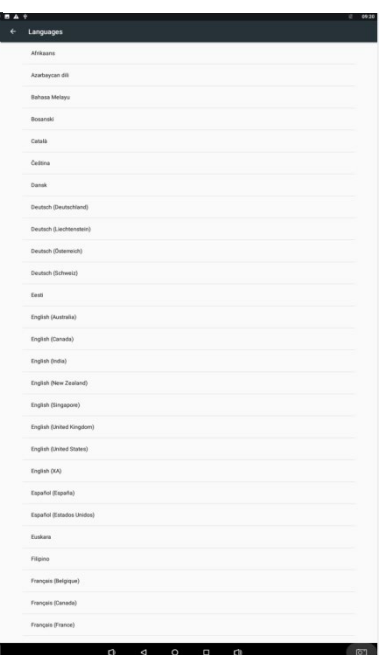 09:20
Languages
Afrikaans
Azərbaycan dili
Bahasa Melayu
Bosanski
Català
Čeština
Dansk
Deutsch (Deutschland)
Deutsch (Liechtenstein)
Deutsch (Österreich)
Deutsch (Schweiz)
Eesti
English (Australia)
English (Canada)
English (India)
English (New Zealand)
English (Singapore)
English (United Kingdom)
English (United States)
English (XA)
Español (España)
Español (Estados Unidos)
Euskara
Filipino
Français (Belgique)
Français (Canada)
Français (France)